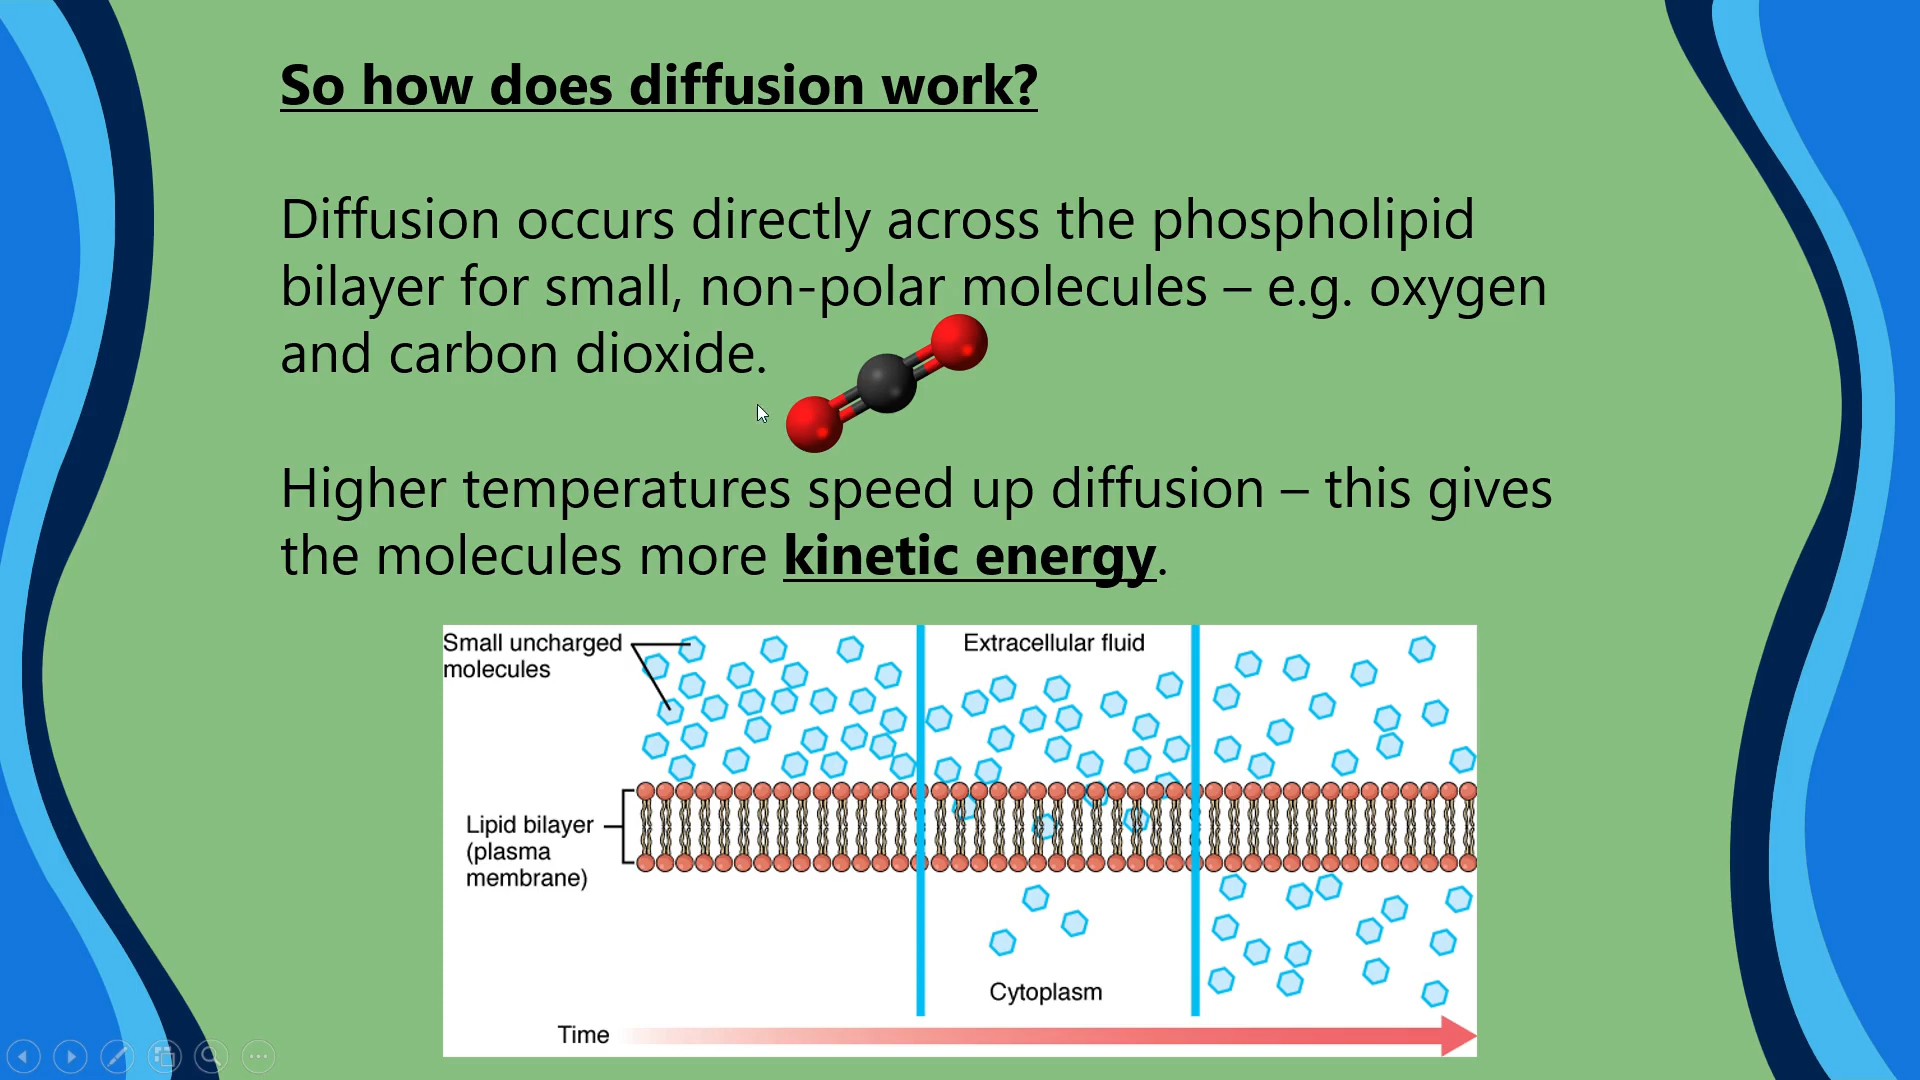 So how does diffusion work?
Diffusion occurs directly across the phospholipid
bilayer for small, non-polar molecules – e.g. oxygen
and carbon dioxide.
Higher temperatures speed up diffusion – this gives
the molecules more kinetic energy.
Small uncharged
molecules
Extracellular fluid
Lipid bilayer
(plasma
membrane)
Cytoplasm
Time